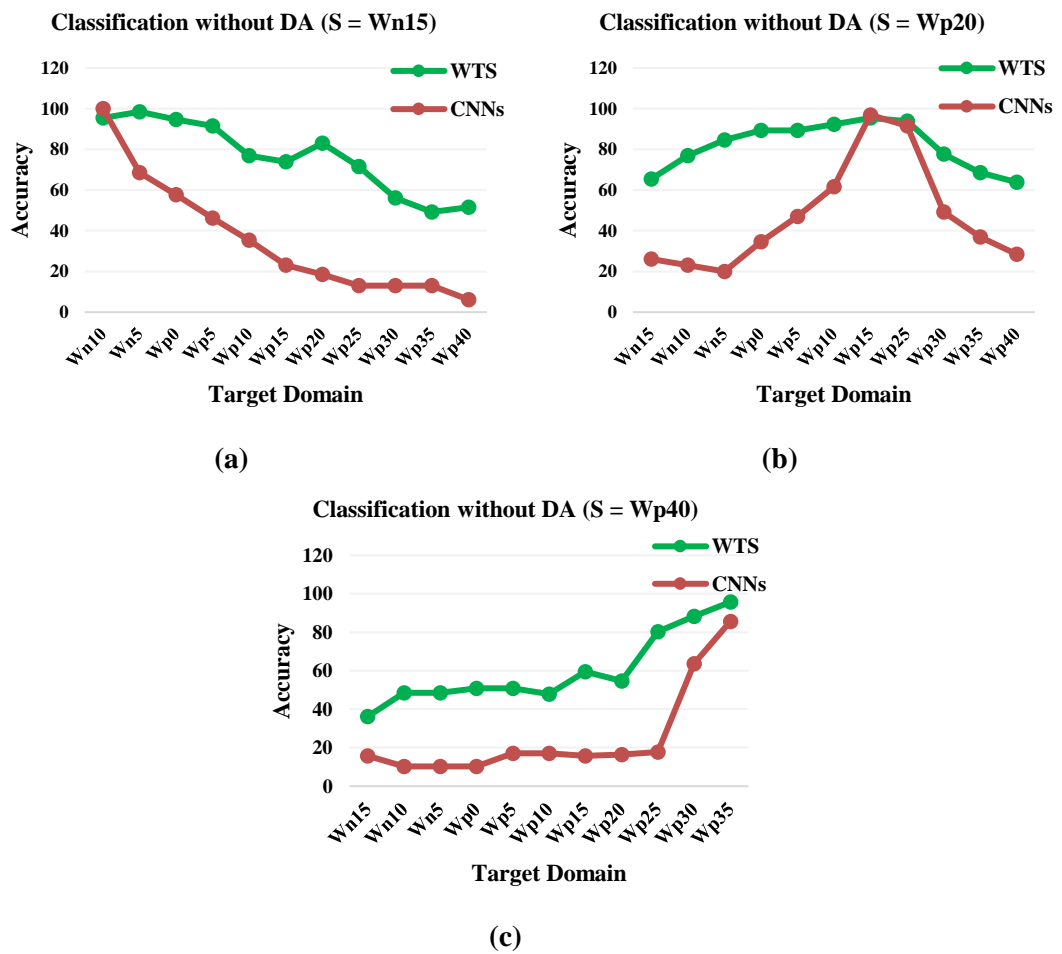 Classification without DA (S = Wn15)
WTS
CNNs
120
100
80
60
40
20
0
Accuracy
Wn10 Wn5 Wp0 Wp5 Wp10 Wp15 Wp20 Wp25 Wp30 Wp35 Wp40
Target Domain
(a)
Classification without DA (S = Wp20)
WTS
CNNs
120
100
80
60
40
20
0
Accuracy
Wn15 Wn10 Wn5 Wp0 Wp5 Wp10 Wp15 Wp25 Wp30 Wp35 Wp40
Target Domain
(b)
Classification without DA (S = Wp40)
WTS
CNNs
120
100
80
60
40
20
0
Accuracy
Wn15 Wn10 Wn5 Wp0 Wp5 Wp10 Wp15 Wp20 Wp25 Wp30 Wp35
Target Domain
(c)